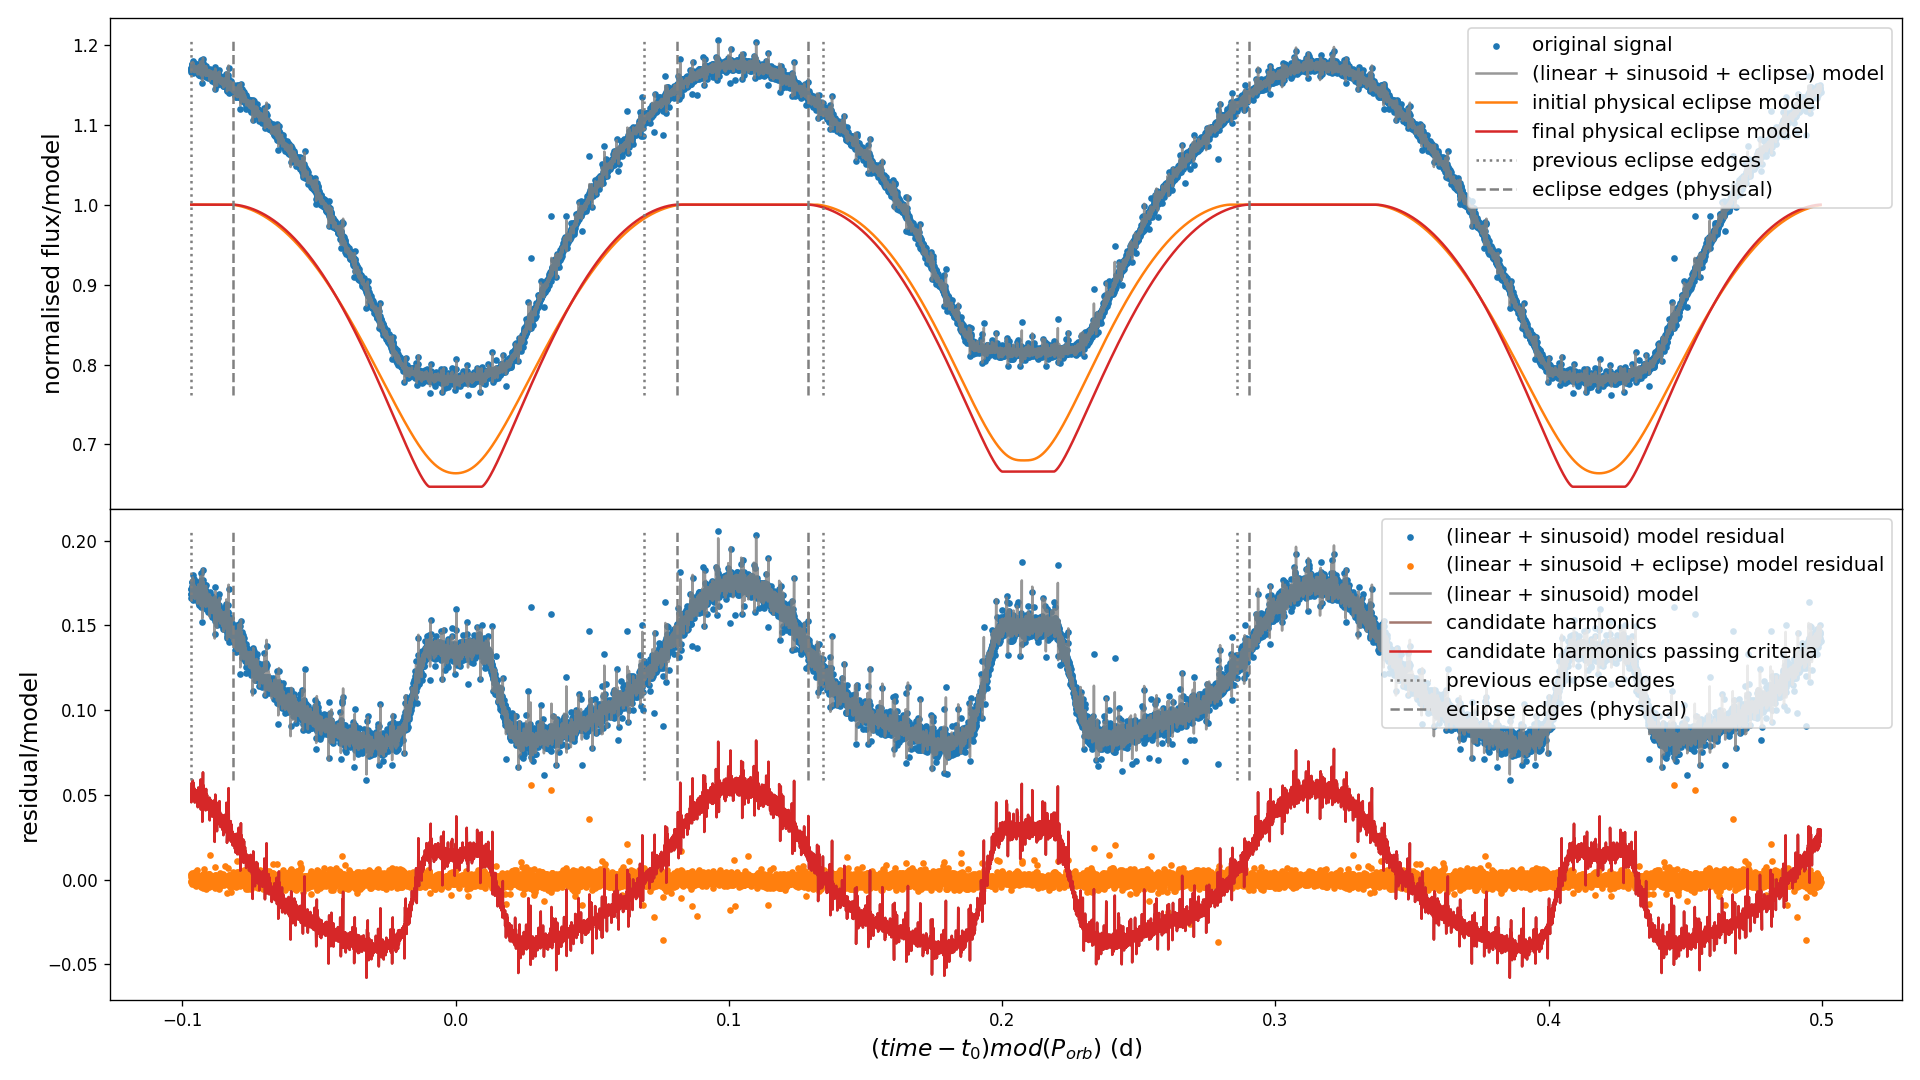 normalised flux/model
1.2
1.1
1.0
0.9
0.8
0.7
original signal
(linear + sinusoid + eclipse) model
initial physical eclipse model
final physical eclipse model
previous eclipse edges
eclipse edges (physical)
residual/model
0.20
0.15
0.10
0.05
0.00
−0.05
(linear + sinusoid) model residual
(linear + sinusoid + eclipse) model residual
(linear + sinusoid) model
candidate harmonics
candidate harmonics passing criteria
previous eclipse edges
eclipse edges (physical)
−0.1 0.0 0.1 0.2 0.3 0.4 0.5
(time − t₀)mod(P_orb) (d)